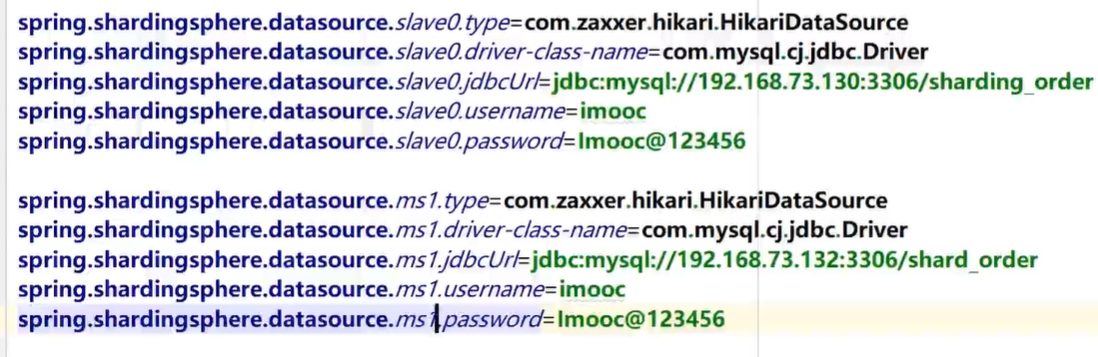 spring.shardingsphere.datasource.slave0.type=com.zaxxer.hikari.HikariDataSource
spring.shardingsphere.datasource.slave0.driver-class-name=com.mysql.cj.jdbc.Driver
spring.shardingsphere.datasource.slave0.jdbcUrl=jdbc:mysql://192.168.73.130:3306/sharding_order
spring.shardingsphere.datasource.slave0.username=imooc
spring.shardingsphere.datasource.slave0.password=Imooc@123456
spring.shardingsphere.datasource.ms1.type=com.zaxxer.hikari.HikariDataSource
spring.shardingsphere.datasource.ms1.driver-class-name=com.mysql.cj.jdbc.Driver
spring.shardingsphere.datasource.ms1.jdbcUrl=jdbc:mysql://192.168.73.132:3306/shard_order
spring.shardingsphere.datasource.ms1.username=imooc
spring.shardingsphere.datasource.ms1.password=Imooc@123456